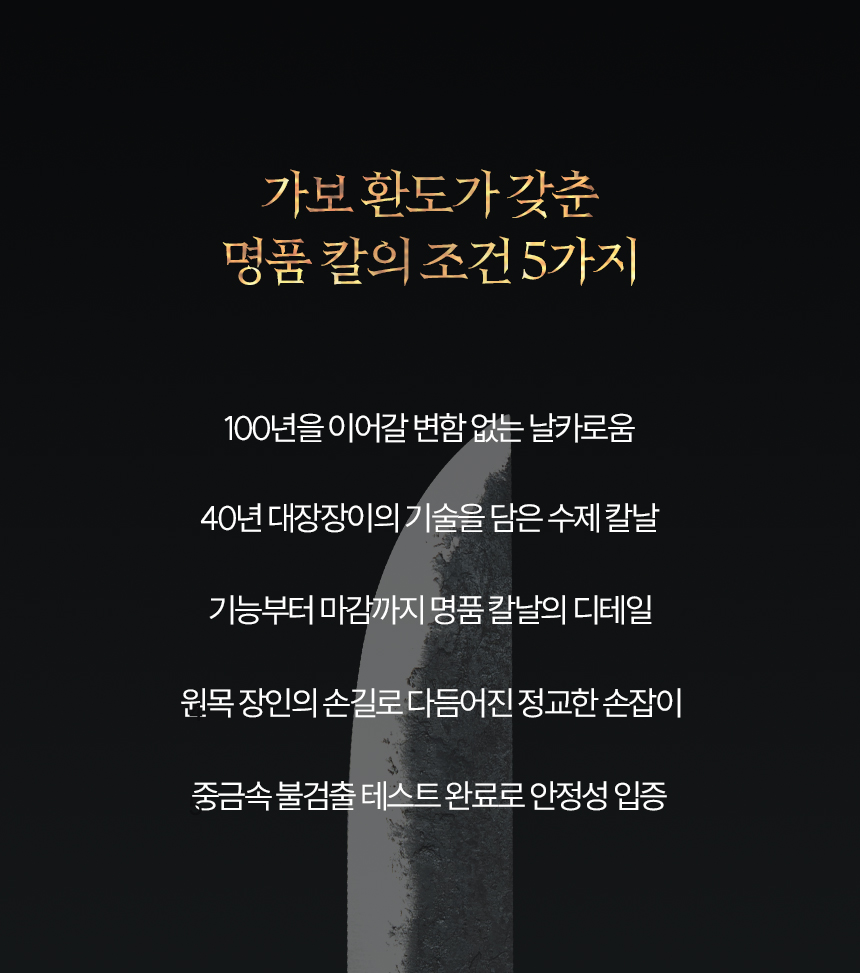 가보 환도가 갖춘
명품 칼의 조건 5가지
100년을 이어갈 변함 없는 날카로움
40년 대장장이의 기술을 담은 수제 칼날
기능부터 마감까지 명품 칼날의 디테일
원목 장인의 손길로 다듬어진 정교한 손잡이
중금속 불검출 테스트 완료로 안정성 입증